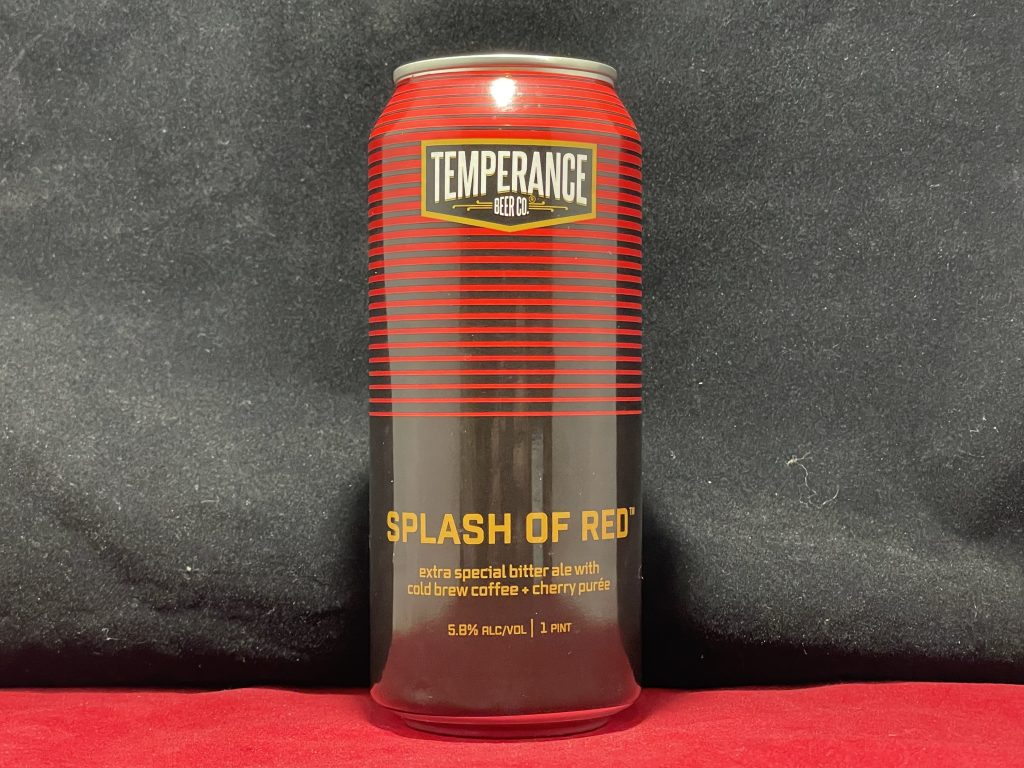 TEMPERANCE
BEER CO.®
SPLASH OF RED™
extra special bitter ale with
cold brew coffee + cherry purée
5.8% ALC/VOL | 1 PINT